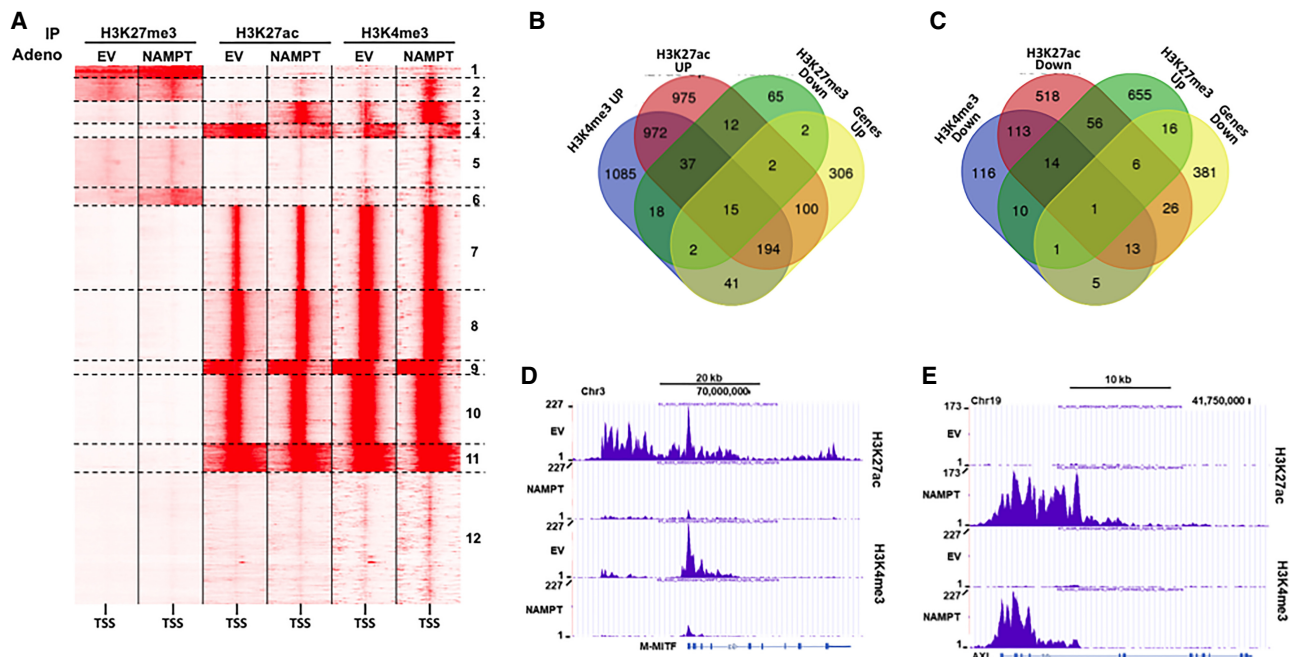 A
IP H3K27me3 H3K27ac H3K4me3
Adeno EV NAMPT EV NAMPT EV NAMPT
1
2
3
4
5
6
7
8
9
10
11
12
TSS TSS TSS TSS TSS TSS
B
H3K4me3 UP
H3K27ac
UP
H3K27me3
Down
Genes
Up
975
65
972
12
2
1085
37
2
306
18
15
100
2
194
41
C
H3K4me3
Down
H3K27ac
Down
H3K27me3
Up
Genes
Down
518
655
113
56
16
116
14
6
381
10
1
26
1
13
5
D
20 kb
Chr3 70,000,000
227
EV
1
227
NAMPT
1
H3K27ac
227
EV
1
227
NAMPT
1
H3K4me3
M-MITF
E
10 kb
Chr19 41,750,000
173
EV
1
173
NAMPT
1
H3K27ac
227
EV
1
227
NAMPT
1
H3K4me3
AXL